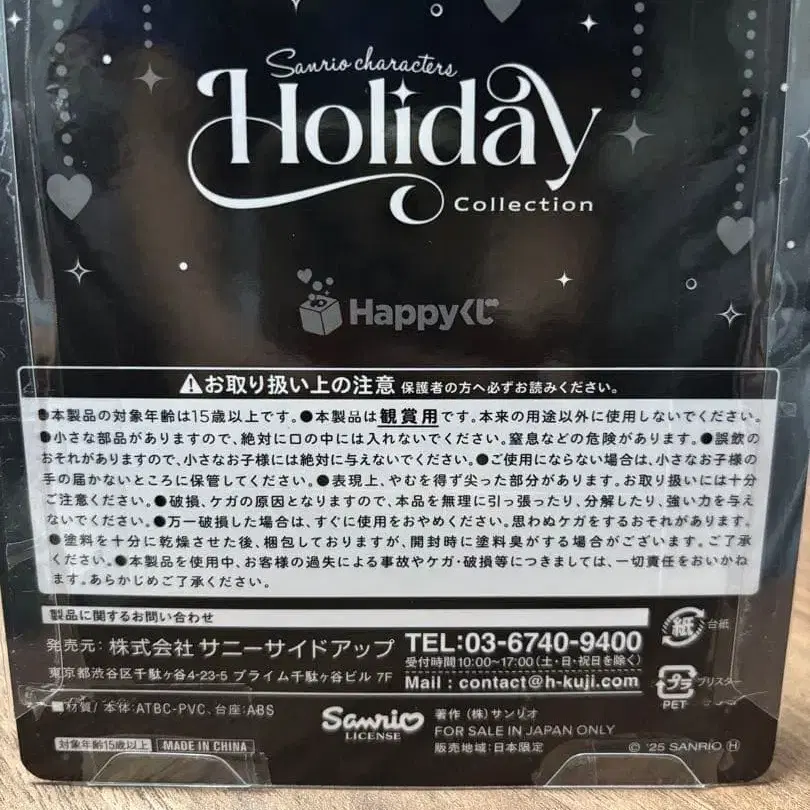 Sanrio characters
Holiday
Collection
Happyくじ
⚠お取り扱い上の注意 保護者の方へ必ずお読みください。
●本製品の対象年齢は15歳以上です。●本製品は観賞用です。本来の用途以外に使用しないでください。
●小さな部品がありますので、絶対に口の中には入れないでください。窒息などの危険があります。●誤飲の
おそれがありますので、小さなお子様には絶対に与えないでください。●ご使用にならない場合は、小さなお子様の
手の届かないところに保管してください。●表現上、やむを得ず尖った部分があります。お取り扱いには十分
ご注意ください。●破損、ケガの原因となりますので、本品を無理に引っ張ったり、分解したり、強い力を与え
ないでください。●万一破損した場合は、すぐに使用をおやめください。思わぬケガをするおそれがあります。
●塗料を十分に乾燥させた後、梱包しておりますが、開封時に塗料臭がする場合がございます。ご了承
ください。●本製品を使用中、お客様の過失による事故やケガ・破損等につきましては、一切責任をおいかね
ます。あらかじめご了承ください。
製品に関するお問い合わせ
発売元: 株式会社 サニーサイドアップ TEL:03-6740-9400
受付時間10:00~17:00(土・日・祝日を除く)
東京都渋谷区千駄ヶ谷4-23-5 プライム千駄ヶ谷ビル 7F Mail : contact@h-kuji.com
紙 台紙
プラ ブリスター
PET
■材質/本体:ATBC-PVC、台座:ABS
Sanrio
LICENSE
著作 (株)サンリオ
FOR SALE IN JAPAN ONLY
販売地域:日本限定
対象年齢15歳以上 MADE IN CHINA
© '25 SANRIO Ⓗ